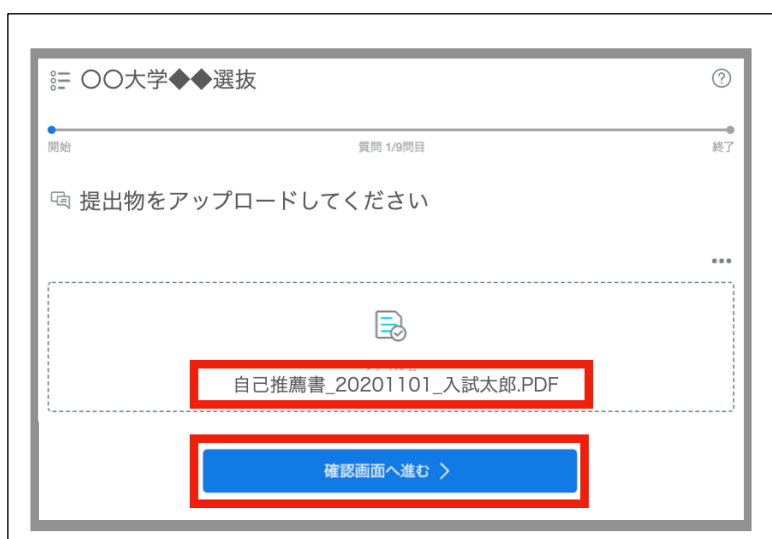 〇〇大学◆◆選抜
開始
質問 1/9問目
終了
提出物をアップロードしてください
自己推薦書_20201101_入試太郎.PDF
確認画面へ進む